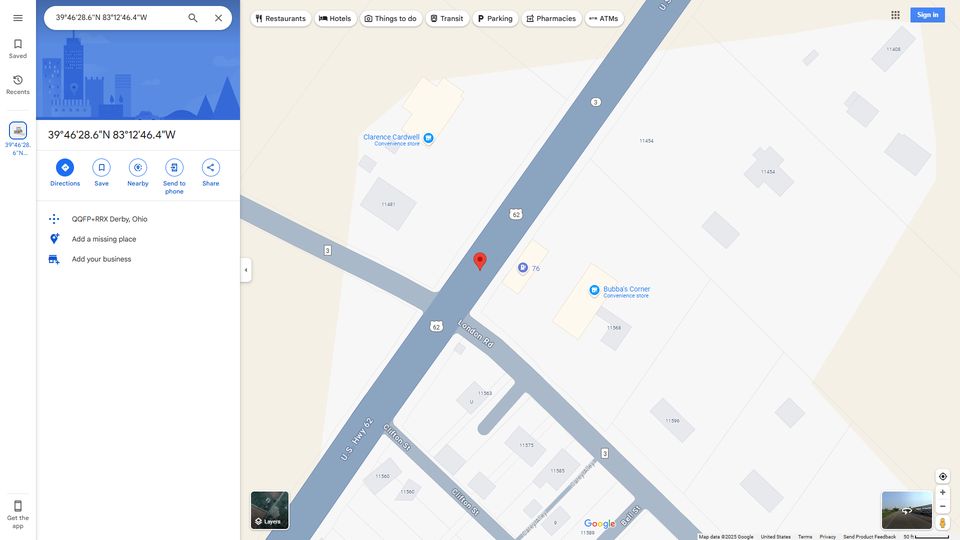 39°46'28.6"N 83°12'46.4"W
Restaurants
Hotels
Things to do
Transit
Parking
Pharmacies
ATMs
Sign in
Saved
Recents
39°46'28.
6"N...
Get the
app
39°46'28.6"N 83°12'46.4"W
Directions
Save
Nearby
Send to
phone
Share
QQFP+RRX Derby, Ohio
Add a missing place
Add your business
U.S.
3
11408
11454
11454
Clarence Cardwell
Convenience store
11481
62
3
76
Bubba's Corner
Convenience store
11568
62
London Rd
11563
U
U.S. Hwy 62
Clifton St
11596
11575
11585
3
11560
11560
Clifton St
Bell St
9
11589
Layers
Google
Map data ©2025 Google
United States
Terms
Privacy
Send Product Feedback
50 ft